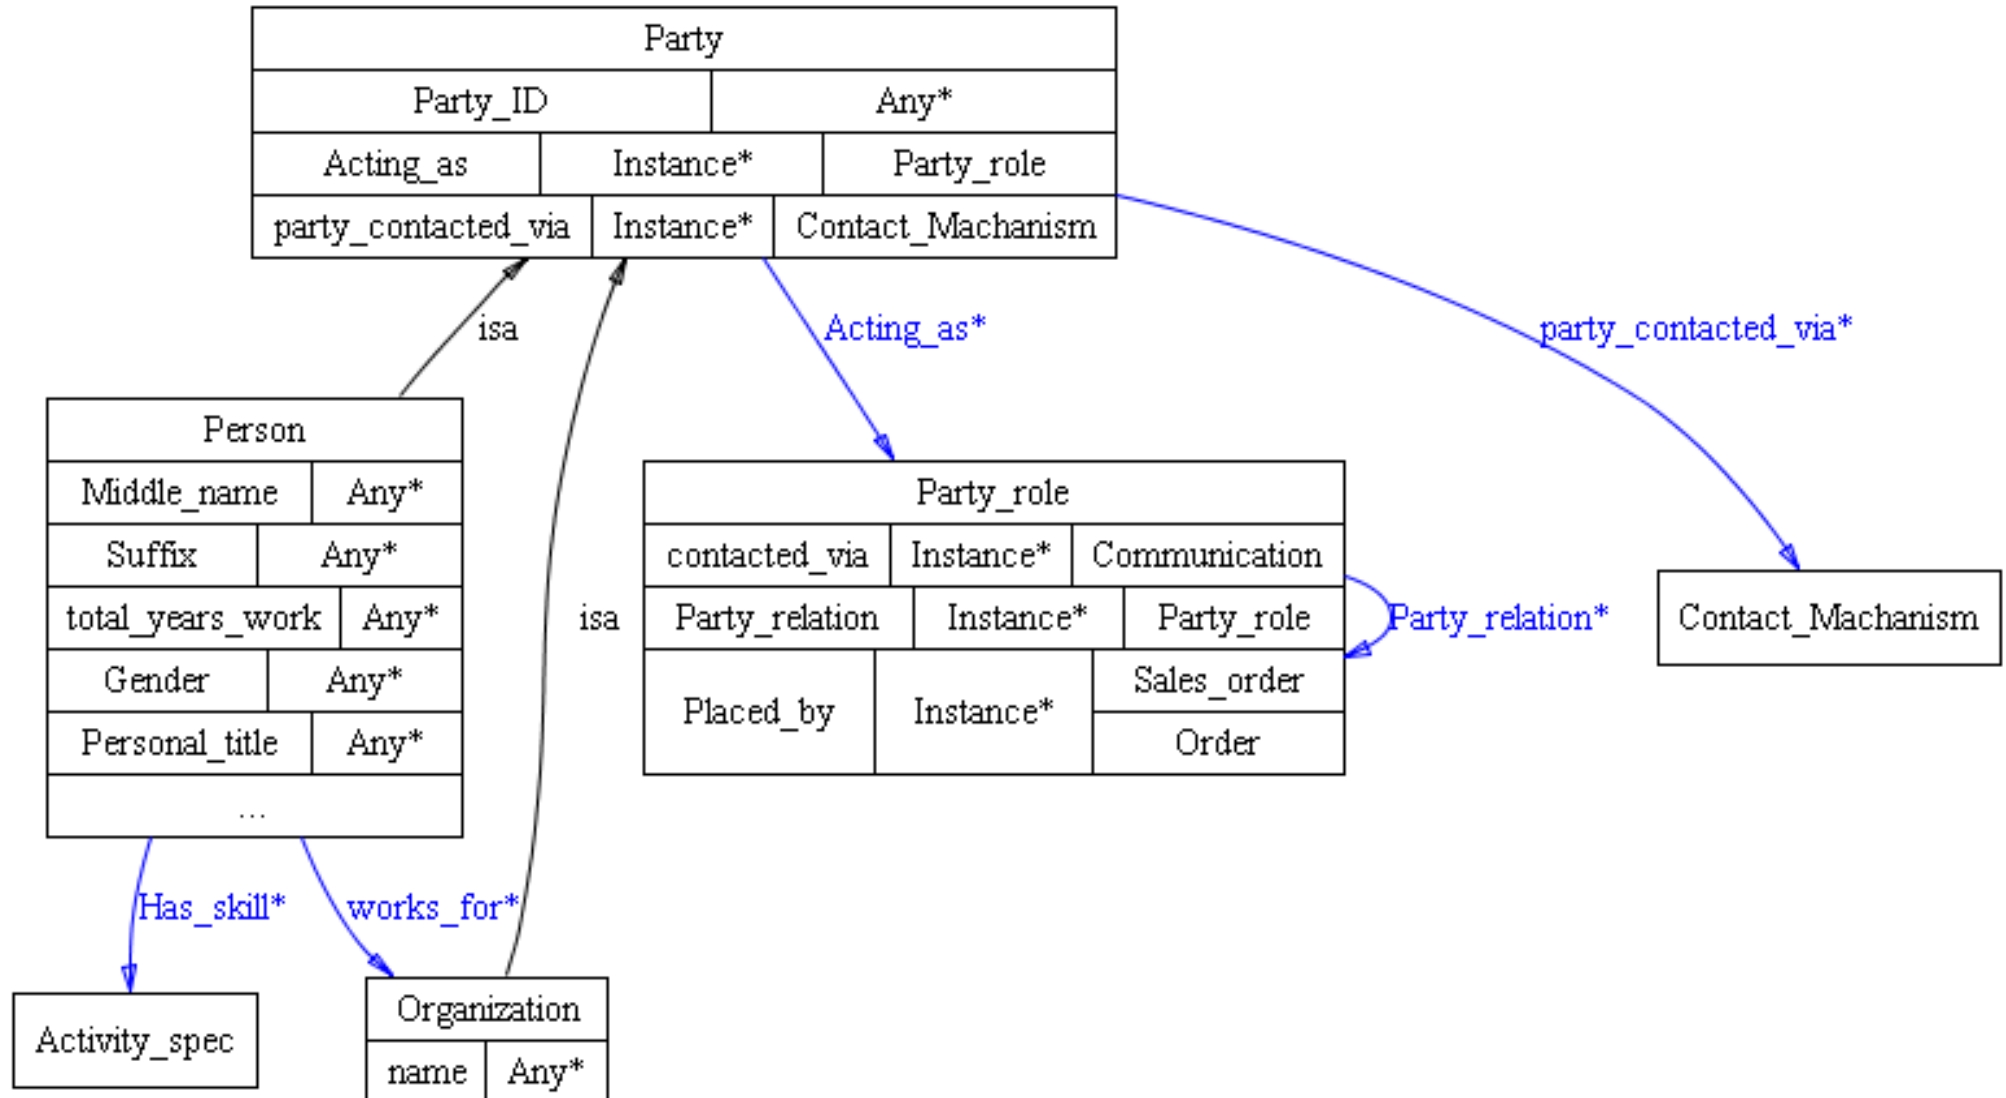 Party
Party_ID Any*
Acting_as Instance* Party_role
party_contacted_via Instance* Contact_Machanism
isa
Acting_as*
party_contacted_via*
Person
Middle_name Any*
Suffix Any*
total_years_work Any*
Gender Any*
Personal_title Any*
...
isa
Party_role
contacted_via Instance* Communication
Party_relation Instance* Party_role
Placed_by Instance* Sales_order
Order
Party_relation*
Contact_Machanism
Has_skill*
works_for*
Activity_spec
Organization
name Any*